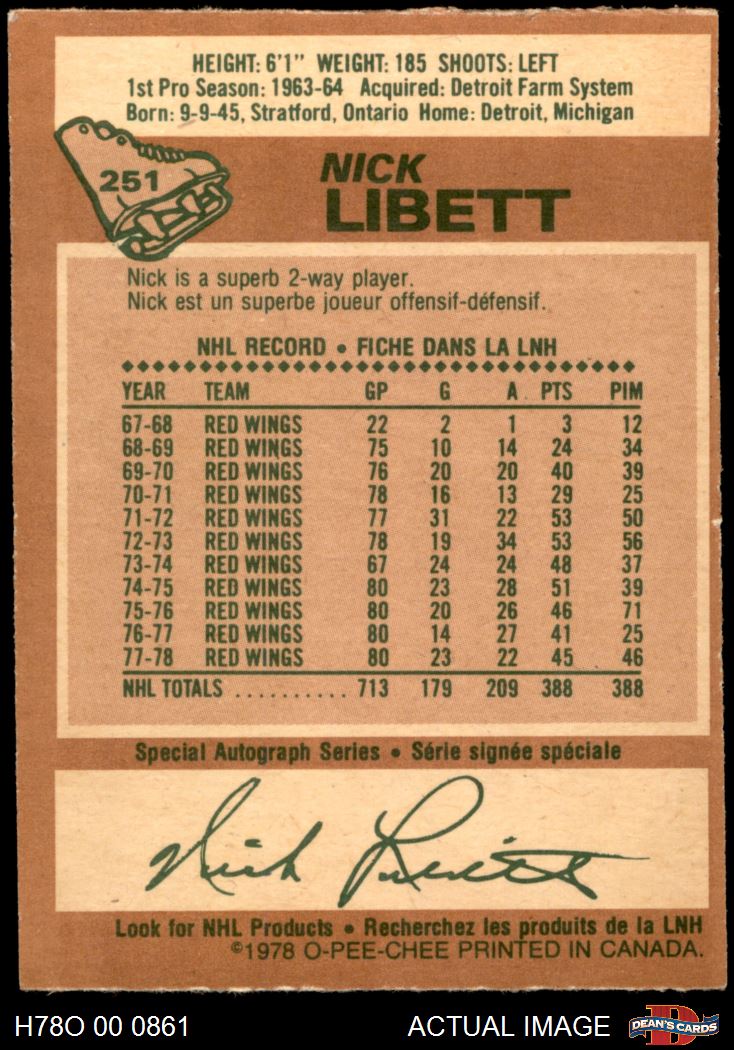 HEIGHT: 6'1" WEIGHT: 185 SHOOTS: LEFT
1st Pro Season: 1963-64 Acquired: Detroit Farm System
Born: 9-9-45, Stratford, Ontario Home: Detroit, Michigan
251
NICK
LIBETT
Nick is a superb 2-way player.
Nick est un superbe joueur offensif-défensif.
NHL RECORD • FICHE DANS LA LNH
YEAR TEAM GP G A PTS PIM
67-68 RED WINGS 22 2 1 3 12
68-69 RED WINGS 75 10 14 24 34
69-70 RED WINGS 76 20 20 40 39
70-71 RED WINGS 78 16 13 29 25
71-72 RED WINGS 77 31 22 53 50
72-73 RED WINGS 78 19 34 53 56
73-74 RED WINGS 67 24 24 48 37
74-75 RED WINGS 80 23 28 51 39
75-76 RED WINGS 80 20 26 46 71
76-77 RED WINGS 80 14 27 41 25
77-78 RED WINGS 80 23 22 45 46
NHL TOTALS .......... 713 179 209 388 388
Special Autograph Series • Série signée spéciale
Nick Libett
Look for NHL Products • Recherchez les produits de la LNH
©1978 O-PEE-CHEE PRINTED IN CANADA.
H78O 00 0861 ACTUAL IMAGE D DEAN'S CARDS